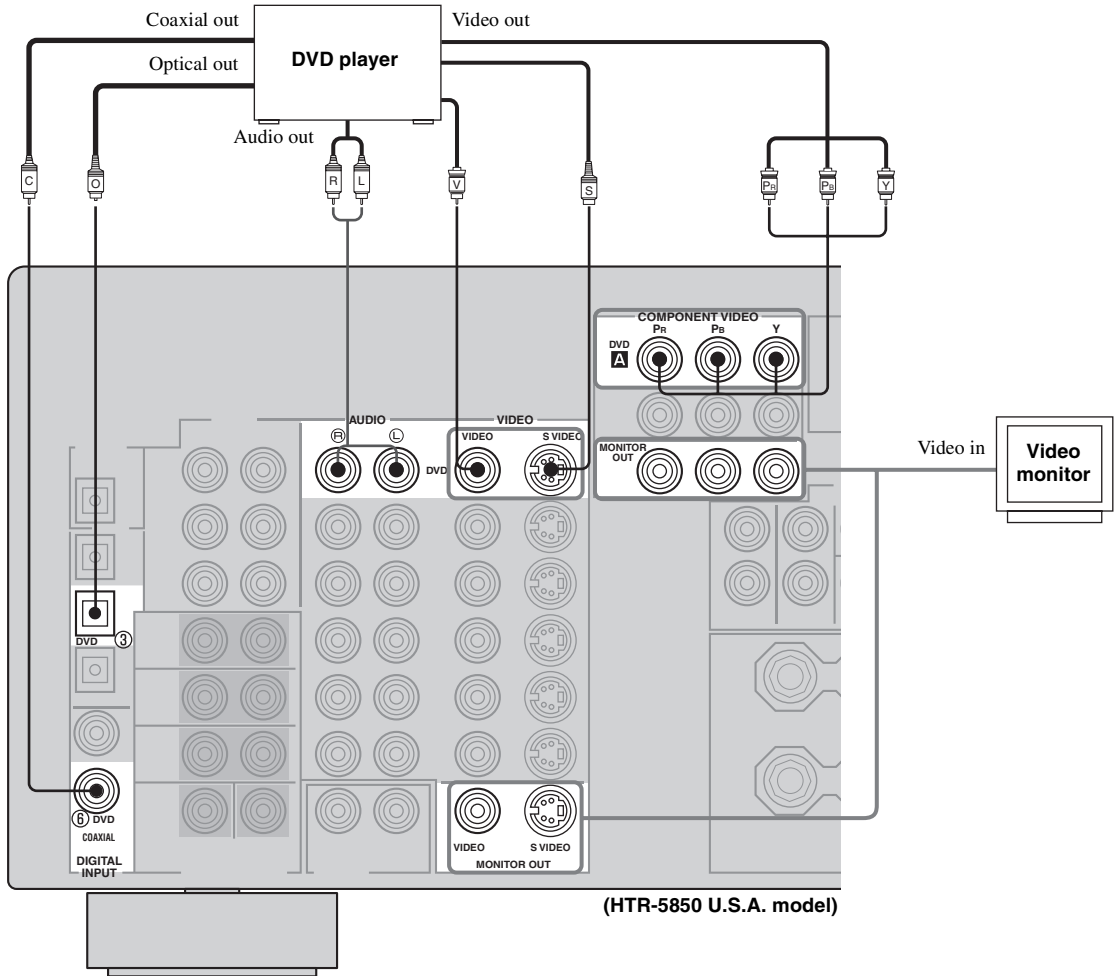 Coaxial out
Video out
Optical out
DVD player
Audio out
C
O
R
L
V
S
PR
PB
Y
COMPONENT VIDEO
PR
PB
Y
DVD
A
AUDIO
VIDEO
R
L
VIDEO
S VIDEO
DVD
MONITOR
OUT
Video in
Video
monitor
DVD
③
⑥ DVD
COAXIAL
DIGITAL
INPUT
VIDEO
S VIDEO
MONITOR OUT
(HTR-5850 U.S.A. model)